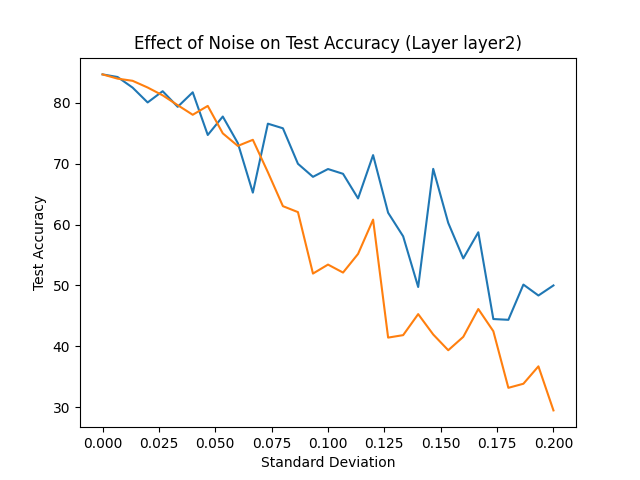 Effect of Noise on Test Accuracy (Layer layer2)
80
70
60
50
40
30
Test Accuracy
0.000 0.025 0.050 0.075 0.100 0.125 0.150 0.175 0.200
Standard Deviation